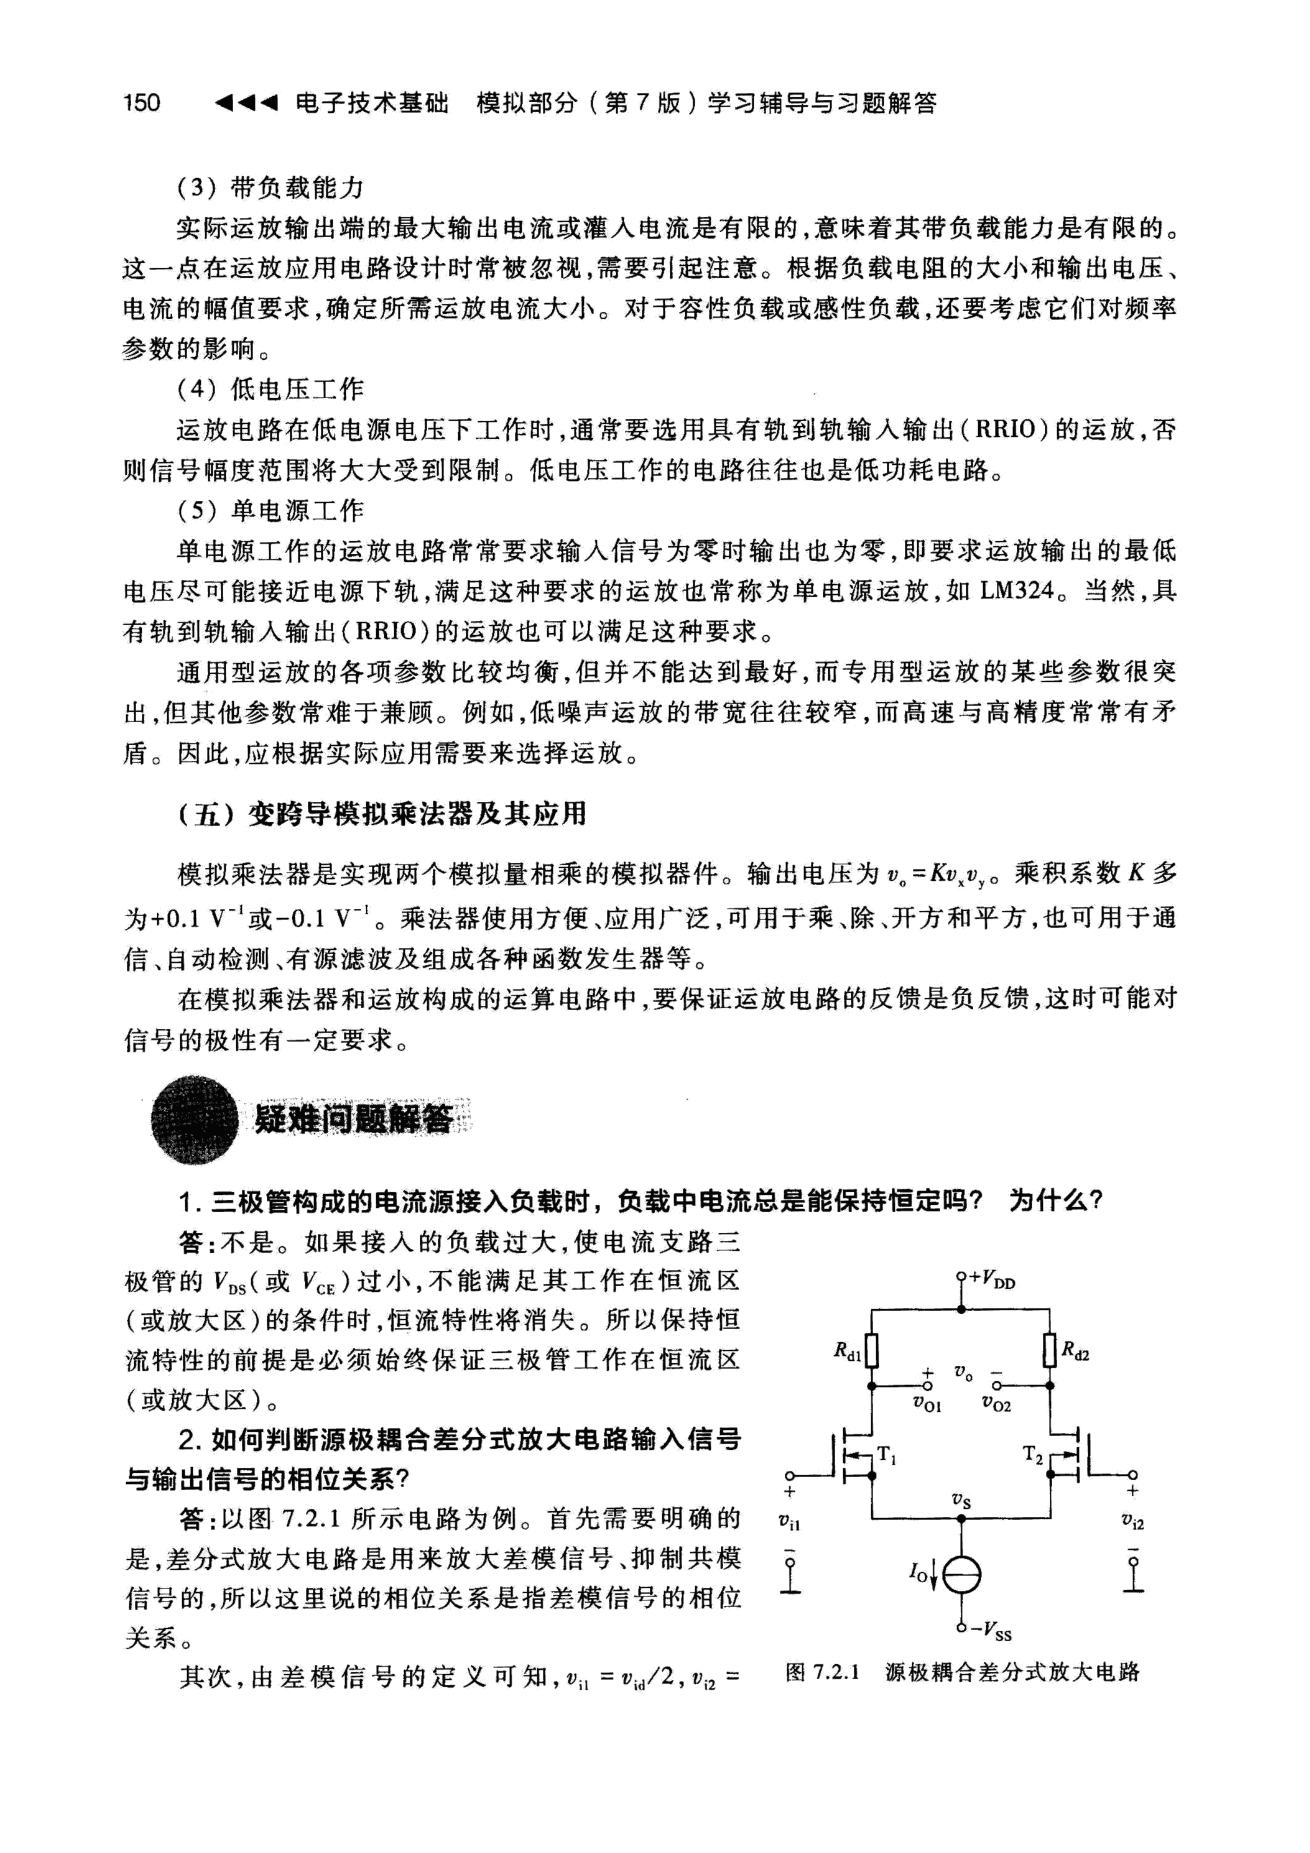 150 ◀◀◀ 电子技术基础 模拟部分（第 7 版）学习辅导与习题解答
（3）带负载能力
实际运放输出端的最大输出电流或灌入电流是有限的,意味着其带负载能力是有限的。
这一点在运放应用电路设计时常被忽视,需要引起注意。根据负载电阻的大小和输出电压、
电流的幅值要求,确定所需运放电流大小。对于容性负载或感性负载,还要考虑它们对频率
参数的影响。
（4）低电压工作
运放电路在低电源电压下工作时,通常要选用具有轨到轨输入输出(RRIO)的运放,否
则信号幅度范围将大大受到限制。低电压工作的电路往往也是低功耗电路。
（5）单电源工作
单电源工作的运放电路常常要求输入信号为零时输出也为零,即要求运放输出的最低
电压尽可能接近电源下轨,满足这种要求的运放也常称为单电源运放,如 LM324。当然,具
有轨到轨输入输出(RRIO)的运放也可以满足这种要求。
通用型运放的各项参数比较均衡,但并不能达到最好,而专用型运放的某些参数很突
出,但其他参数常难于兼顾。例如,低噪声运放的带宽往往较窄,而高速与高精度常常有矛
盾。因此,应根据实际应用需要来选择运放。
（五）变跨导模拟乘法器及其应用
模拟乘法器是实现两个模拟量相乘的模拟器件。输出电压为 vₒ=Kvₓvᵧ。乘积系数 K 多
为+0.1 V⁻¹或-0.1 V⁻¹。乘法器使用方便、应用广泛,可用于乘、除、开方和平方,也可用于通
信、自动检测、有源滤波及组成各种函数发生器等。
在模拟乘法器和运放构成的运算电路中,要保证运放电路的反馈是负反馈,这时可能对
信号的极性有一定要求。
疑难问题解答
1. 三极管构成的电流源接入负载时，负载中电流总是能保持恒定吗？ 为什么？
答:不是。如果接入的负载过大,使电流支路三
极管的 V_DS(或 V_CE)过小,不能满足其工作在恒流区
(或放大区)的条件时,恒流特性将消失。所以保持恒
流特性的前提是必须始终保证三极管工作在恒流区
(或放大区)。
2. 如何判断源极耦合差分式放大电路输入信号
与输出信号的相位关系?
答:以图 7.2.1 所示电路为例。首先需要明确的
是,差分式放大电路是用来放大差模信号、抑制共模
信号的,所以这里说的相位关系是指差模信号的相位
关系。
其次,由差模信号的定义可知,v_i1 = v_id/2, v_i2 =
+V_DD
R_d1
R_d2
+ v_o −
v_O1 v_O2
T₁ T₂
+ v_S +
v_i1 v_i2
− −
I_O
-V_SS
图 7.2.1 源极耦合差分式放大电路